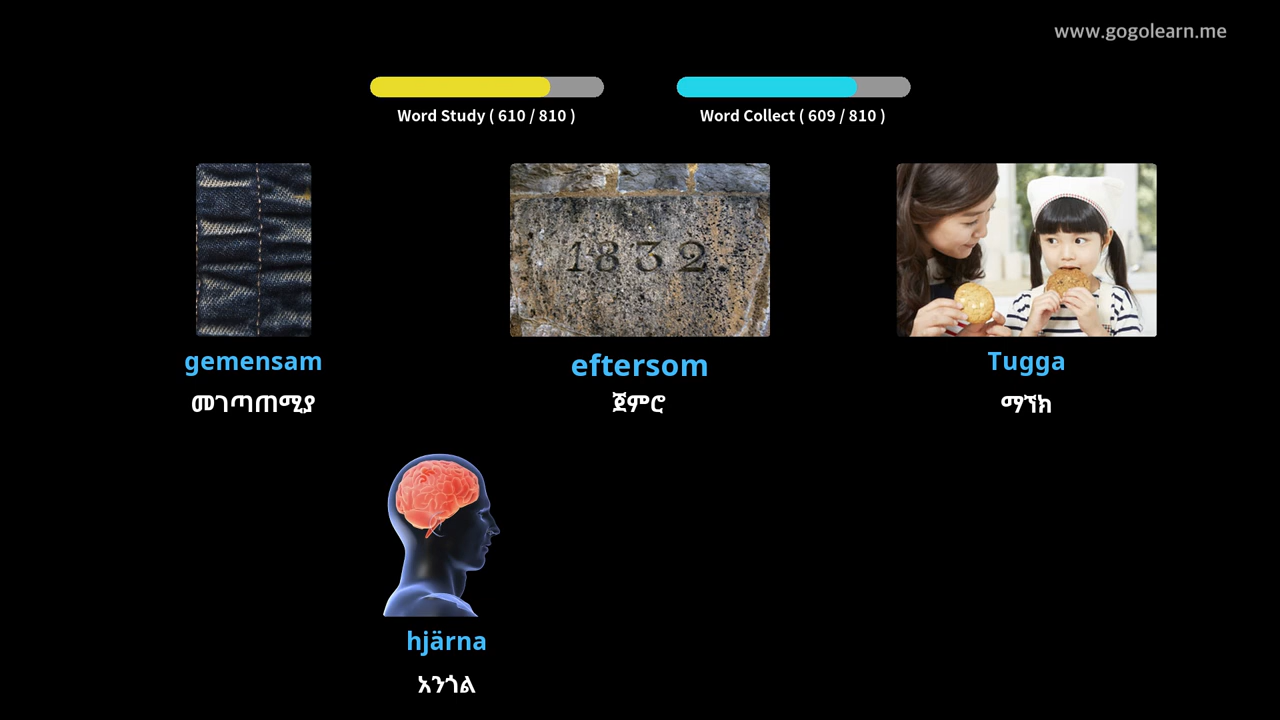 www.gogolearn.me
Word Study ( 610 / 810 )
Word Collect ( 609 / 810 )
1832.
gemensam
eftersom
Tugga
መገጣጠሚያ
ጀምሮ
ማኘክ
hjärna
አንጎል